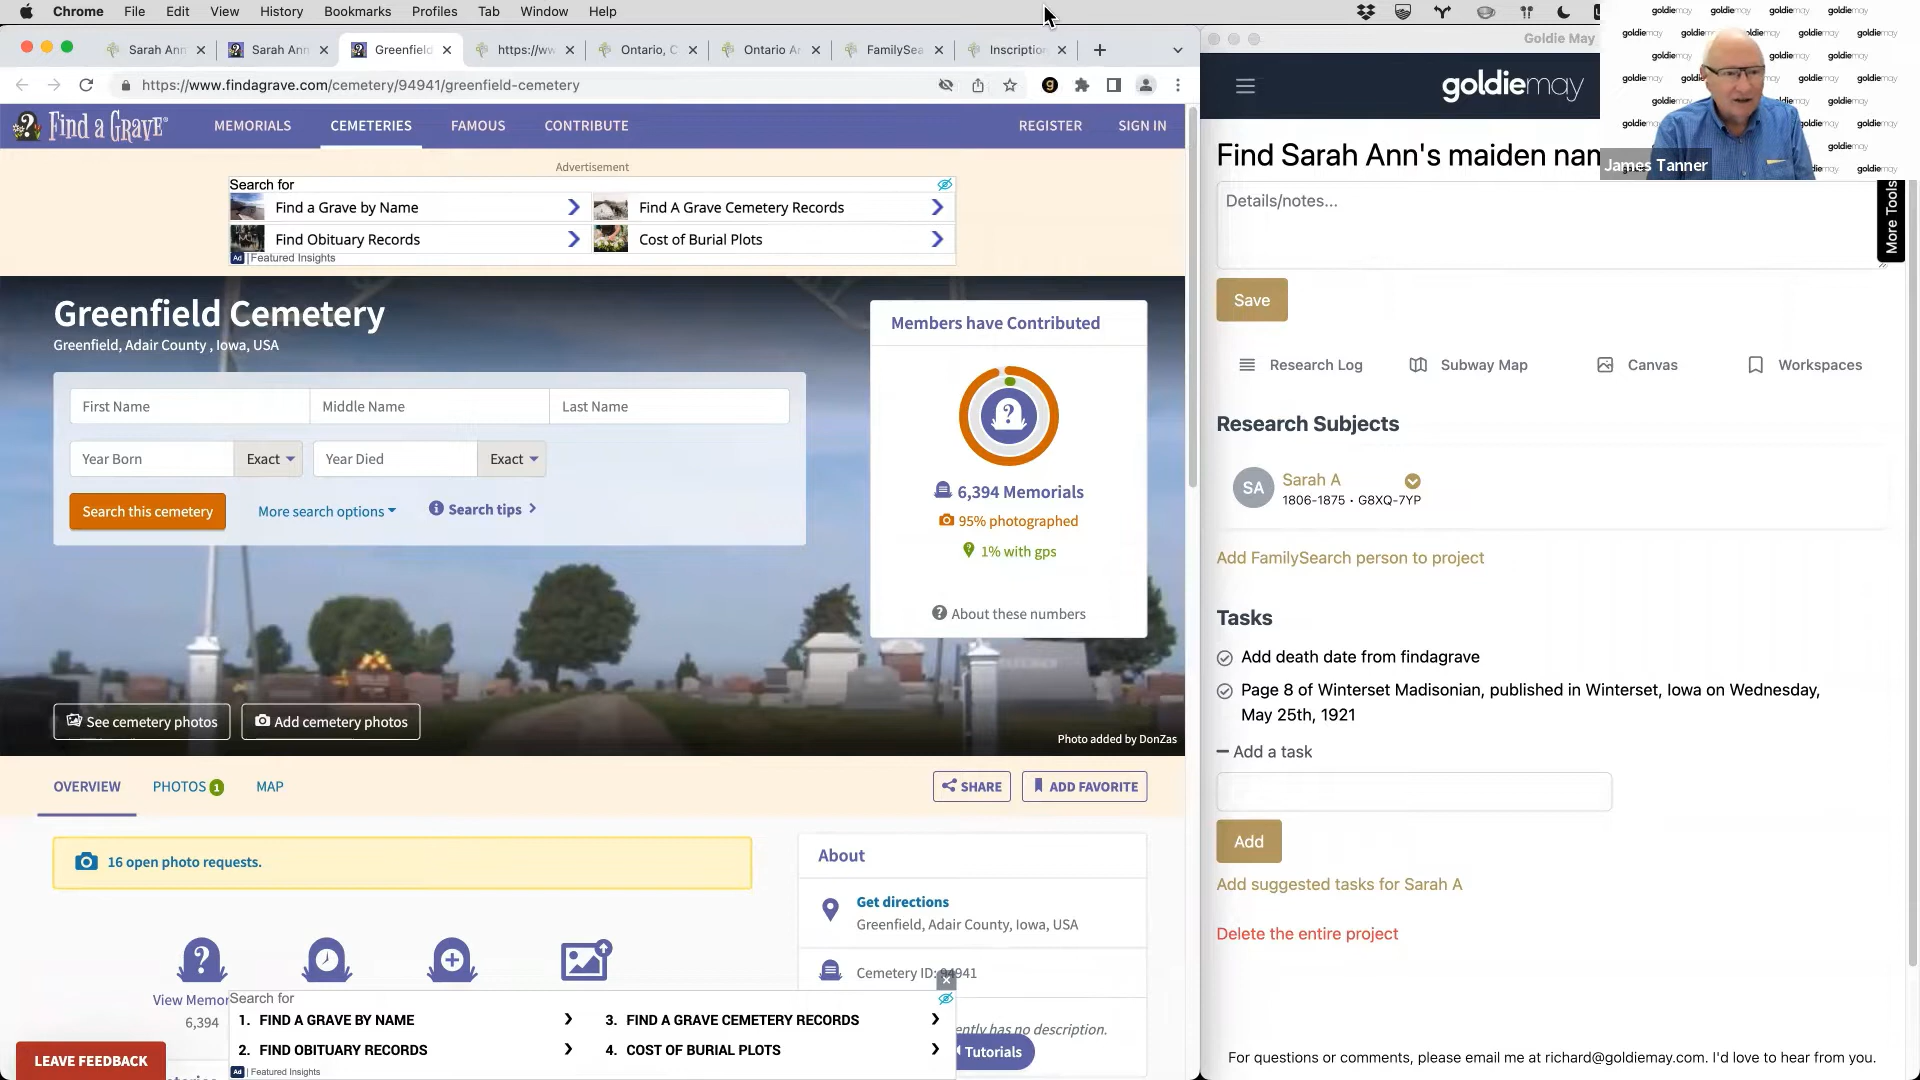 Chrome File Edit View History Bookmarks Profiles Tab Window Help
Sarah Ann Sarah Ann Greenfield https://ww Ontario, C Ontario Ar FamilySea Inscription
https://www.findagrave.com/cemetery/94941/greenfield-cemetery
Goldie May
goldiemay
James Tanner
Find a Grave MEMORIALS CEMETERIES FAMOUS CONTRIBUTE REGISTER SIGN IN
Advertisement
Search for
Find a Grave by Name Find A Grave Cemetery Records
Find Obituary Records Cost of Burial Plots
Ad | Featured Insights
Greenfield Cemetery
Greenfield, Adair County , Iowa, USA
First Name Middle Name Last Name
Year Born Exact Year Died Exact
Search this cemetery More search options Search tips
Members have Contributed
6,394 Memorials
95% photographed
1% with gps
About these numbers
See cemetery photos Add cemetery photos
Photo added by DonZas
OVERVIEW PHOTOS 1 MAP SHARE ADD FAVORITE
16 open photo requests.
About
Get directions
Greenfield, Adair County, Iowa, USA
Cemetery ID: 94941
View Memor
6,394
Search for
1. FIND A GRAVE BY NAME 3. FIND A GRAVE CEMETERY RECORDS
2. FIND OBITUARY RECORDS 4. COST OF BURIAL PLOTS
Ad | Featured Insights
ently has no description.
Tutorials
LEAVE FEEDBACK
Find Sarah Ann's maiden nam
Details/notes...
More Tools
Save
Research Log Subway Map Canvas Workspaces
Research Subjects
SA Sarah A
1806-1875 • G8XQ-7YP
Add FamilySearch person to project
Tasks
Add death date from findagrave
Page 8 of Winterset Madisonian, published in Winterset, Iowa on Wednesday,
May 25th, 1921
Add a task
Add
Add suggested tasks for Sarah A
Delete the entire project
For questions or comments, please email me at richard@goldiemay.com. I'd love to hear from you.